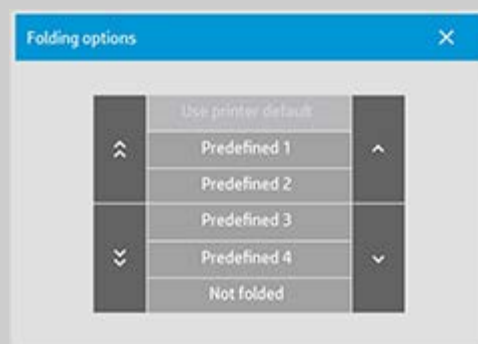 Folding options
Use printer default
Predefined 1
Predefined 2
Predefined 3
Predefined 4
Not folded